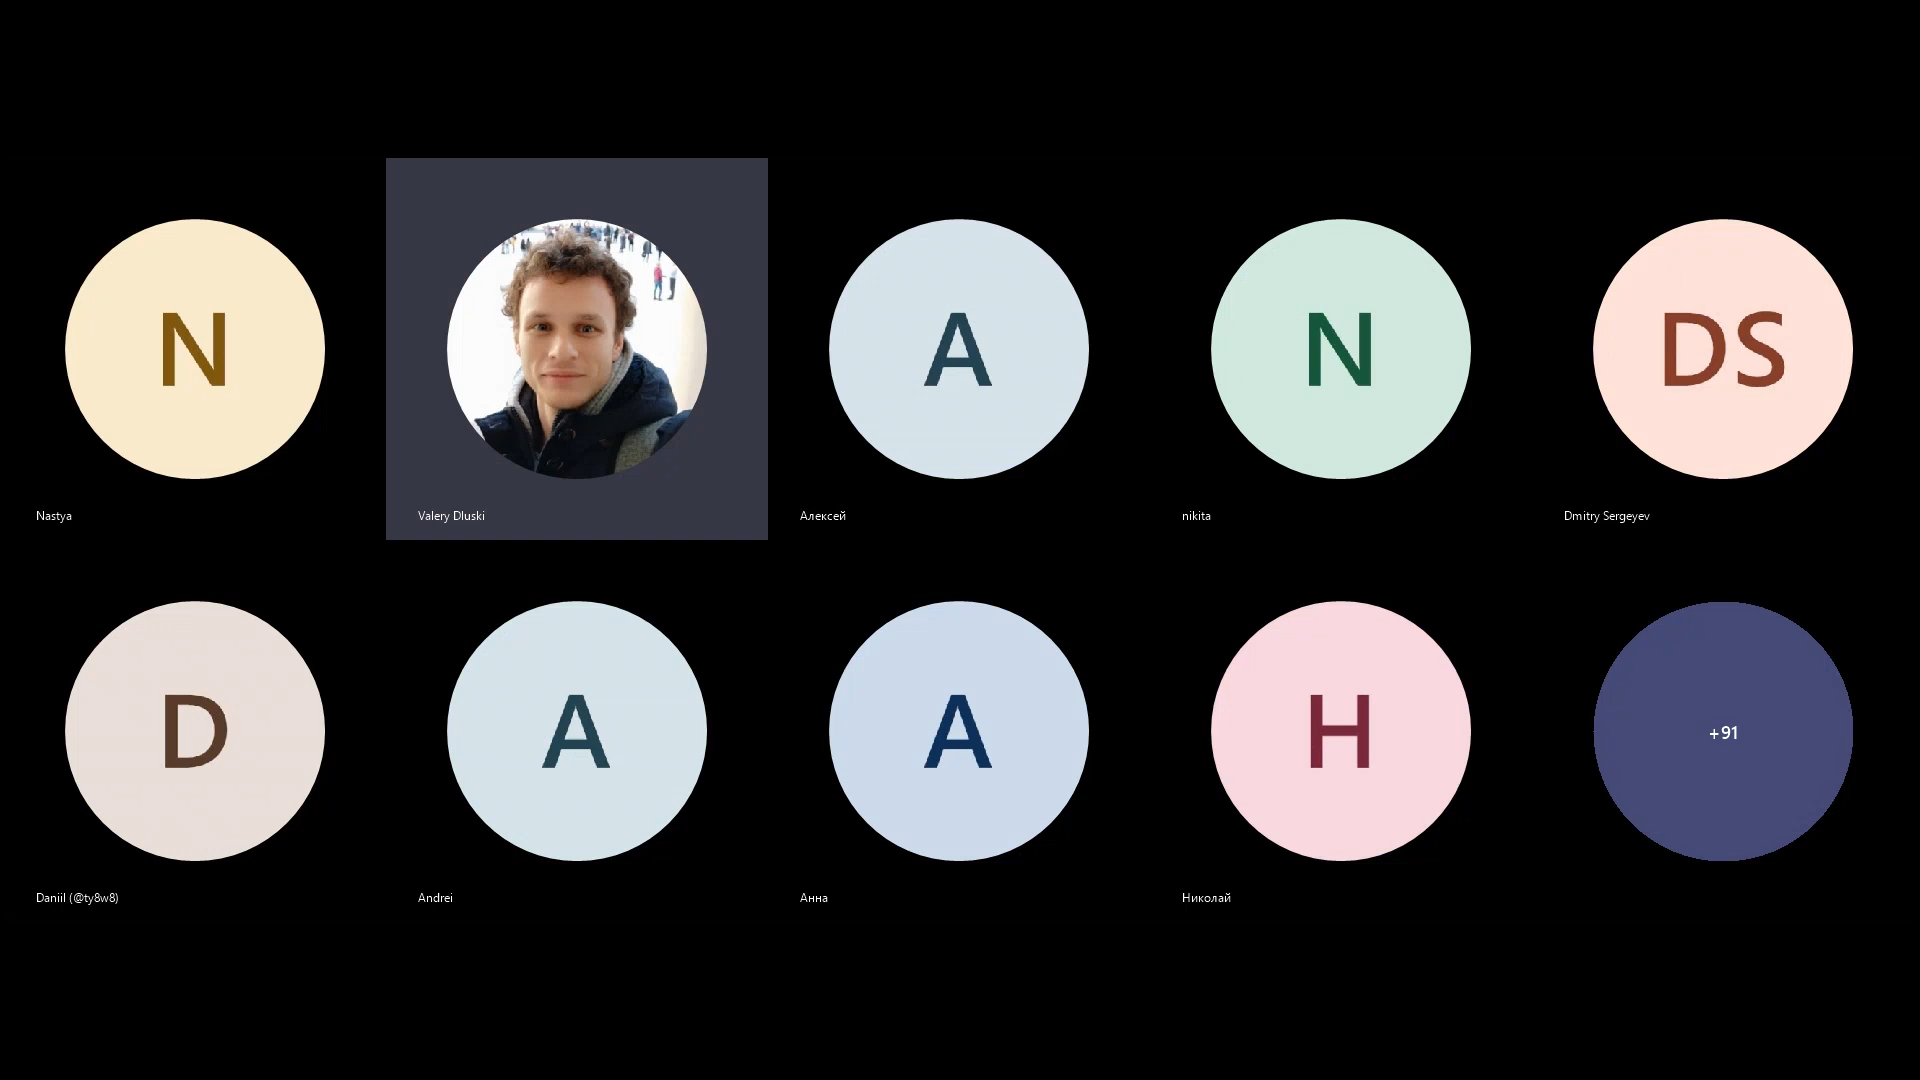 N
A
N
DS
Nastya
Valery Dluski
Алексей
nikita
Dmitry Sergeyev
D
A
A
Н
+91
Daniil (@ty8w8)
Andrei
Анна
Николай